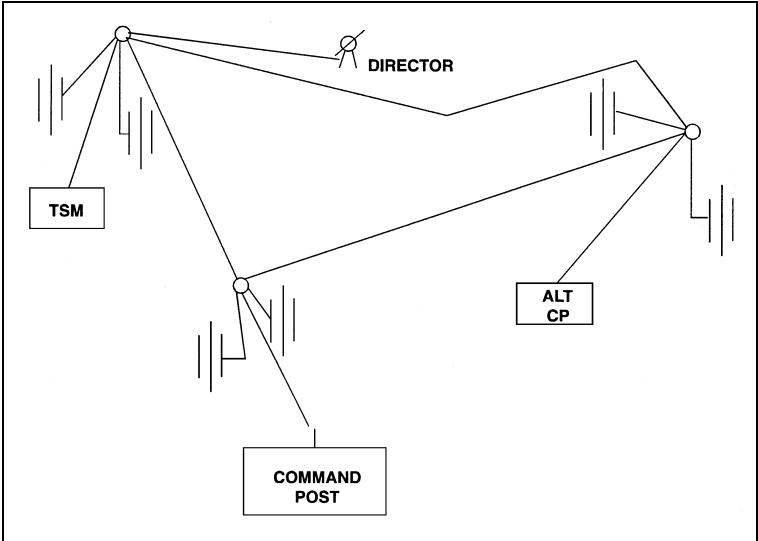 DIRECTOR
TSM
ALT
CP
COMMAND
POST